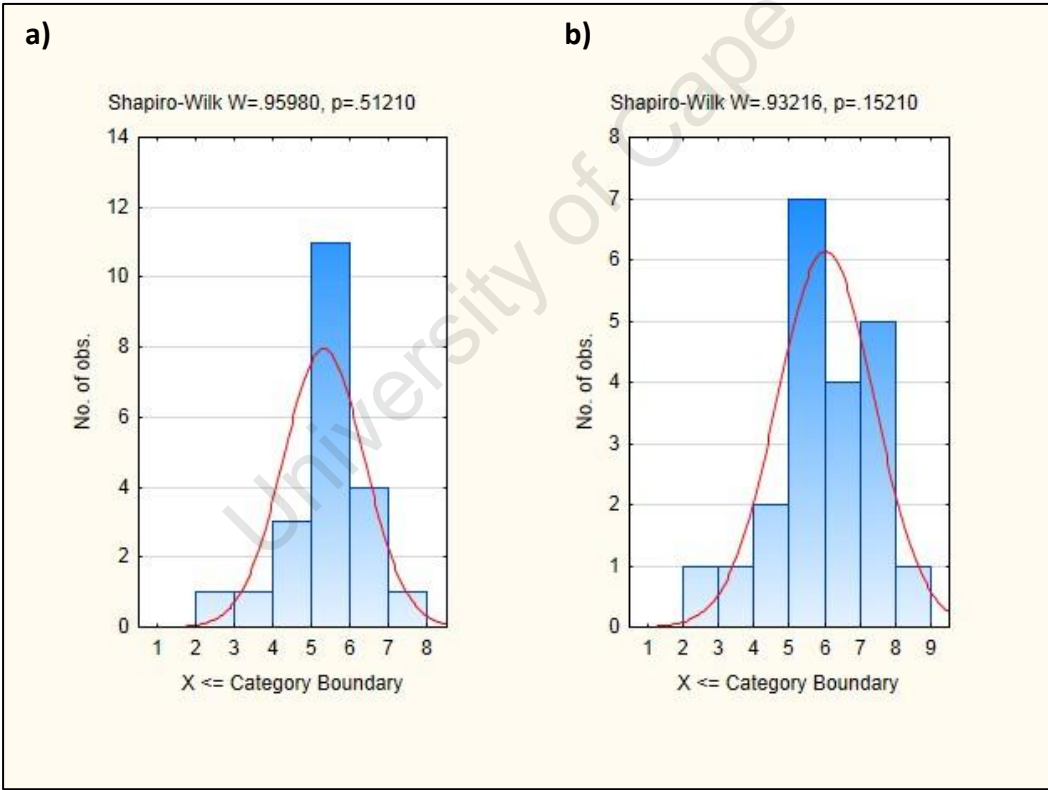 a)
Shapiro-Wilk W=.95980, p=.51210
14
12
10
8
6
4
2
0
No. of obs.
1 2 3 4 5 6 7 8
X <= Category Boundary
b)
Shapiro-Wilk W=.93216, p=.15210
8
7
6
5
4
3
2
1
0
No. of obs.
1 2 3 4 5 6 7 8 9
X <= Category Boundary
University of Cape